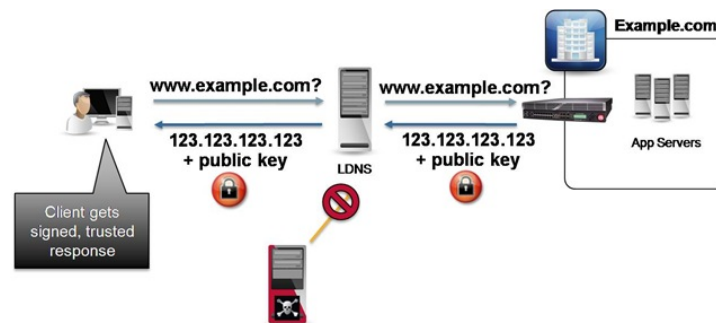 Example.com
www.example.com?
www.example.com?
123.123.123.123
+ public key
123.123.123.123
+ public key
LDNS
App Servers
Client gets
signed, trusted
response